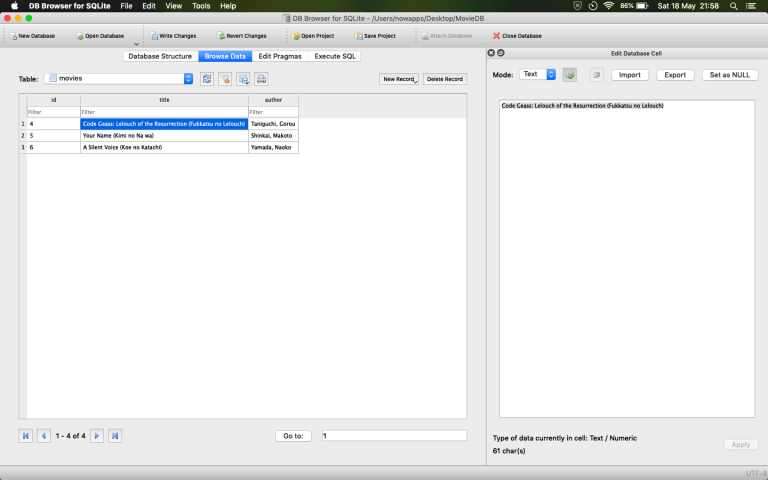 DB Browser for SQLite File Edit View Tools Help 86% Sat 18 May 21:58
DB Browser for SQLite - /Users/nowapps/Desktop/MovieDB
New Database Open Database Write Changes Revert Changes Open Project Save Project Attach Database Close Database
Database Structure Browse Data Edit Pragmas Execute SQL
Edit Database Cell
Table: movies New Record Delete Record
Mode: Text Import Export Set as NULL
id title author
Filter Filter Filter
1 4 Code Geass: Lelouch of the Resurrection (Fukkatsu no Lelouch) Taniguchi, Gorou
2 5 Your Name (Kimi no Na wa) Shinkai, Makoto
3 6 A Silent Voice (Koe no Katachi) Yamada, Naoko
Code Geass: Lelouch of the Resurrection (Fukkatsu no Lelouch)
1 - 4 of 4 Go to: 1
Type of data currently in cell: Text / Numeric
61 char(s)
Apply
UTF-8